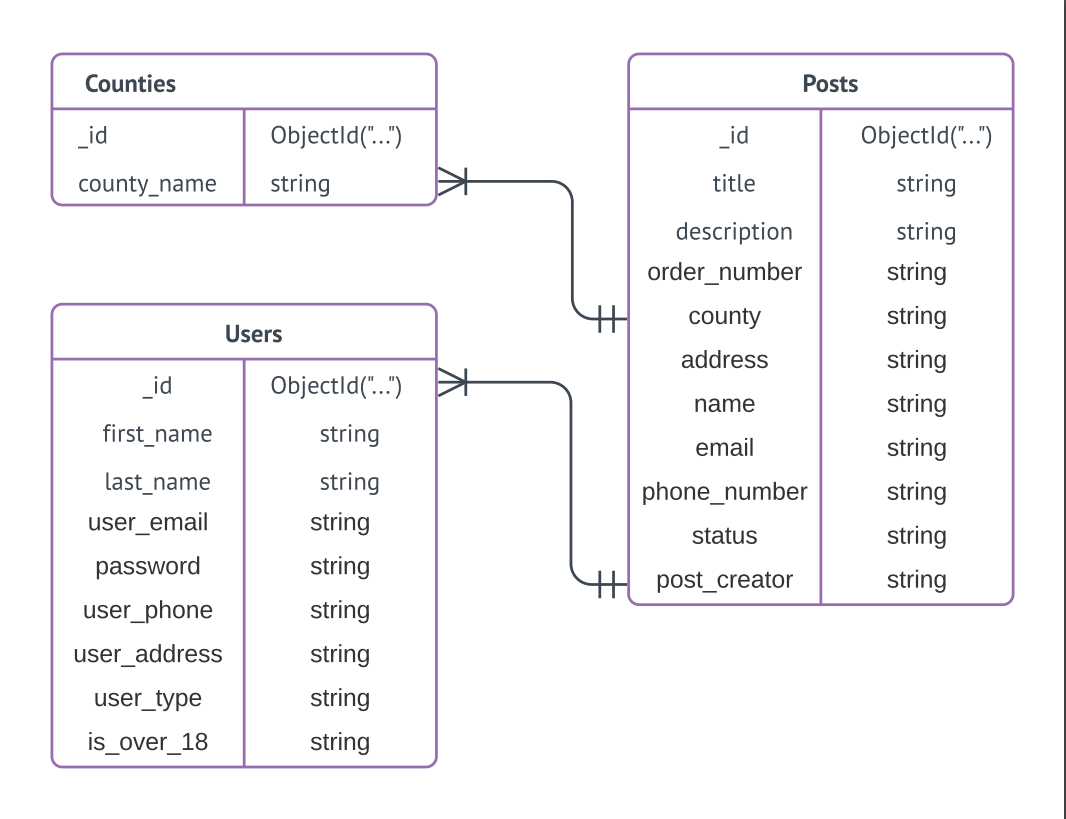 Counties
_id ObjectId("...")
county_name string
Users
_id ObjectId("...")
first_name string
last_name string
user_email string
password string
user_phone string
user_address string
user_type string
is_over_18 string
Posts
_id ObjectId("...")
title string
description string
order_number string
county string
address string
name string
email string
phone_number string
status string
post_creator string